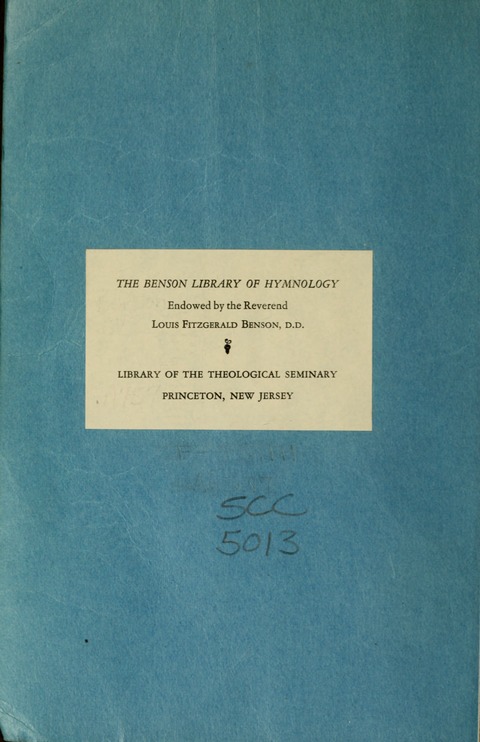 THE BENSON LIBRARY OF HYMNOLOGY
Endowed by the Reverend
LOUIS FITZGERALD BENSON, D.D.
LIBRARY OF THE THEOLOGICAL SEMINARY
PRINCETON, NEW JERSEY
SCC
5013